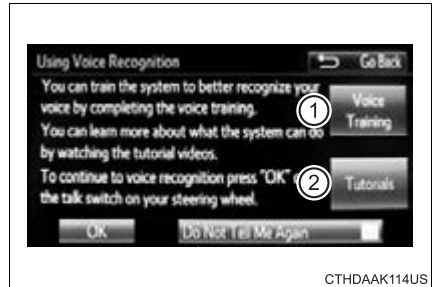 Using Voice Recognition
Go Back
You can train the system to better recognize your
voice by completing the voice training.
1
Voice
Training
You can learn more about what the system can do
by watching the tutorial videos.
To continue to voice recognition press "OK"
2
Tutorials
the talk switch on your steering wheel.
OK
Do Not Tell Me Again
CTHDAAK114US